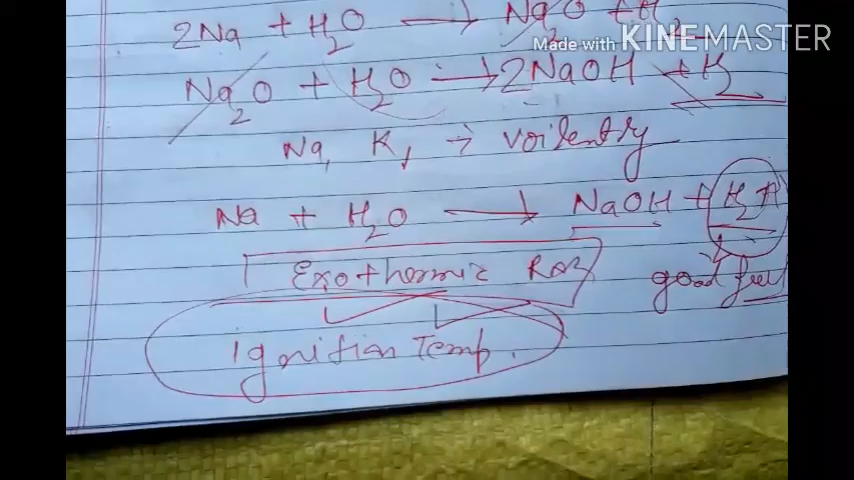 2Na + H2O → Na2O + H2
Made with KINEMASTER
Na2O + H2O → 2NaOH + H2
Na, K, → voilently
Na + H2O → NaOH + H2↑
Exothermic Rxn
good fuel
Ignition Temp.